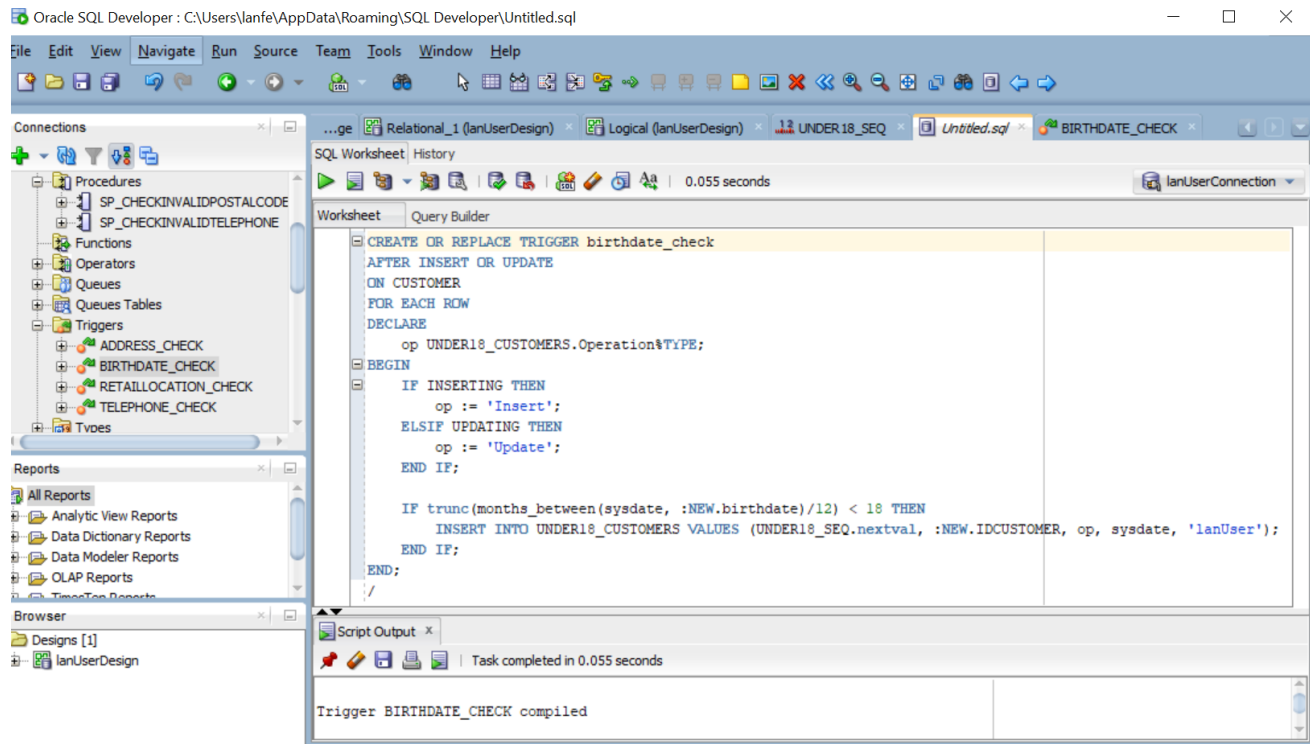 Oracle SQL Developer : C:\Users\lanfe\AppData\Roaming\SQL Developer\Untitled.sql
File Edit View Navigate Run Source Team Tools Window Help
Connections
Procedures
SP_CHECKINVALIDPOSTALCODE
SP_CHECKINVALIDTELEPHONE
Functions
Operators
Queues
Queues Tables
Triggers
ADDRESS_CHECK
BIRTHDATE_CHECK
RETAILLOCATION_CHECK
TELEPHONE_CHECK
Types
Reports
All Reports
Analytic View Reports
Data Dictionary Reports
Data Modeler Reports
OLAP Reports
TimesTen Reports
Browser
Designs [1]
lanUserDesign
...ge Relational_1 (lanUserDesign) Logical (lanUserDesign) UNDER18_SEQ Untitled.sql BIRTHDATE_CHECK
SQL Worksheet History
0.055 seconds lanUserConnection
Worksheet Query Builder
CREATE OR REPLACE TRIGGER birthdate_check
AFTER INSERT OR UPDATE
ON CUSTOMER
FOR EACH ROW
DECLARE
op UNDER18_CUSTOMERS.Operation%TYPE;
BEGIN
IF INSERTING THEN
op := 'Insert';
ELSIF UPDATING THEN
op := 'Update';
END IF;
IF trunc(months_between(sysdate, :NEW.birthdate)/12) < 18 THEN
INSERT INTO UNDER18_CUSTOMERS VALUES (UNDER18_SEQ.nextval, :NEW.IDCUSTOMER, op, sysdate, 'lanUser');
END IF;
END;
/
Script Output x
Task completed in 0.055 seconds
Trigger BIRTHDATE_CHECK compiled